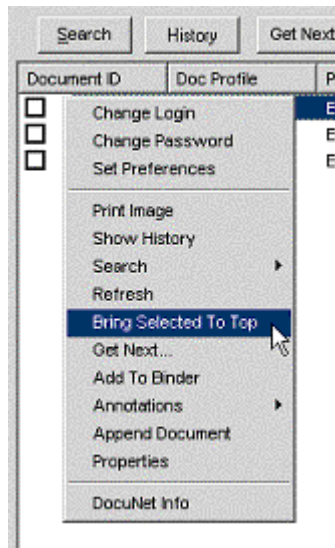 Search History Get Next
Document ID Doc Profile P
E
E
E
Change Login
Change Password
Set Preferences
Print Image
Show History
Search
Refresh
Bring Selected To Top
Get Next...
Add To Binder
Annotations
Append Document
Properties
DocuNet Info